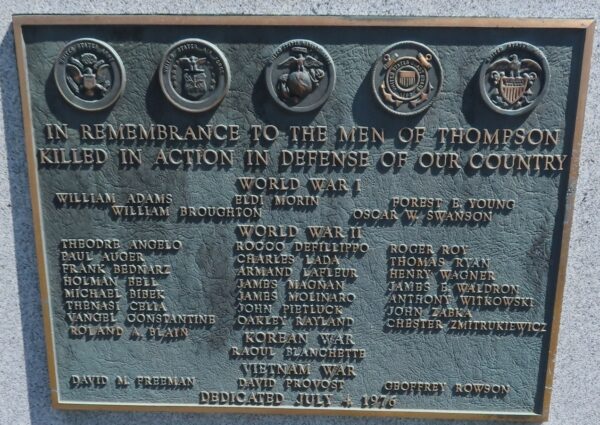 IN REMEMBRANCE TO THE MEN OF THOMPSON
KILLED IN ACTION IN DEFENSE OF OUR COUNTRY
WORLD WAR I
WILLIAM ADAMS ELDI MORIN FOREST E. YOUNG
WILLIAM BROUGHTON OSCAR W. SWANSON
WORLD WAR II
THEODRE ANGELO ROCCO DEFILLIPPO ROGER ROY
PAUL AUGER CHARLES LADA THOMAS RYAN
FRANK BEDNARZ ARMAND LAFLEUR HENRY WAGNER
HOLMAN BELL JAMES MAGNAN JAMES E. WALDRON
MICHAEL BIBEK JAMES MOLINARO ANTHONY WITKOWSKI
THENASI CELIA JOHN PIETLUCK JOHN ZABKA
VANGEL CONSTANTINE OAKLEY RAYLAND CHESTER ZMITRUKIEWICZ
ROLAND A. BLAIN
KOREAN WAR
RAOUL BLANCHETTE
VIETNAM WAR
DAVID M. FREEMAN DAVID PROVOST GEOFFREY ROWSON
DEDICATED JULY 4, 1976